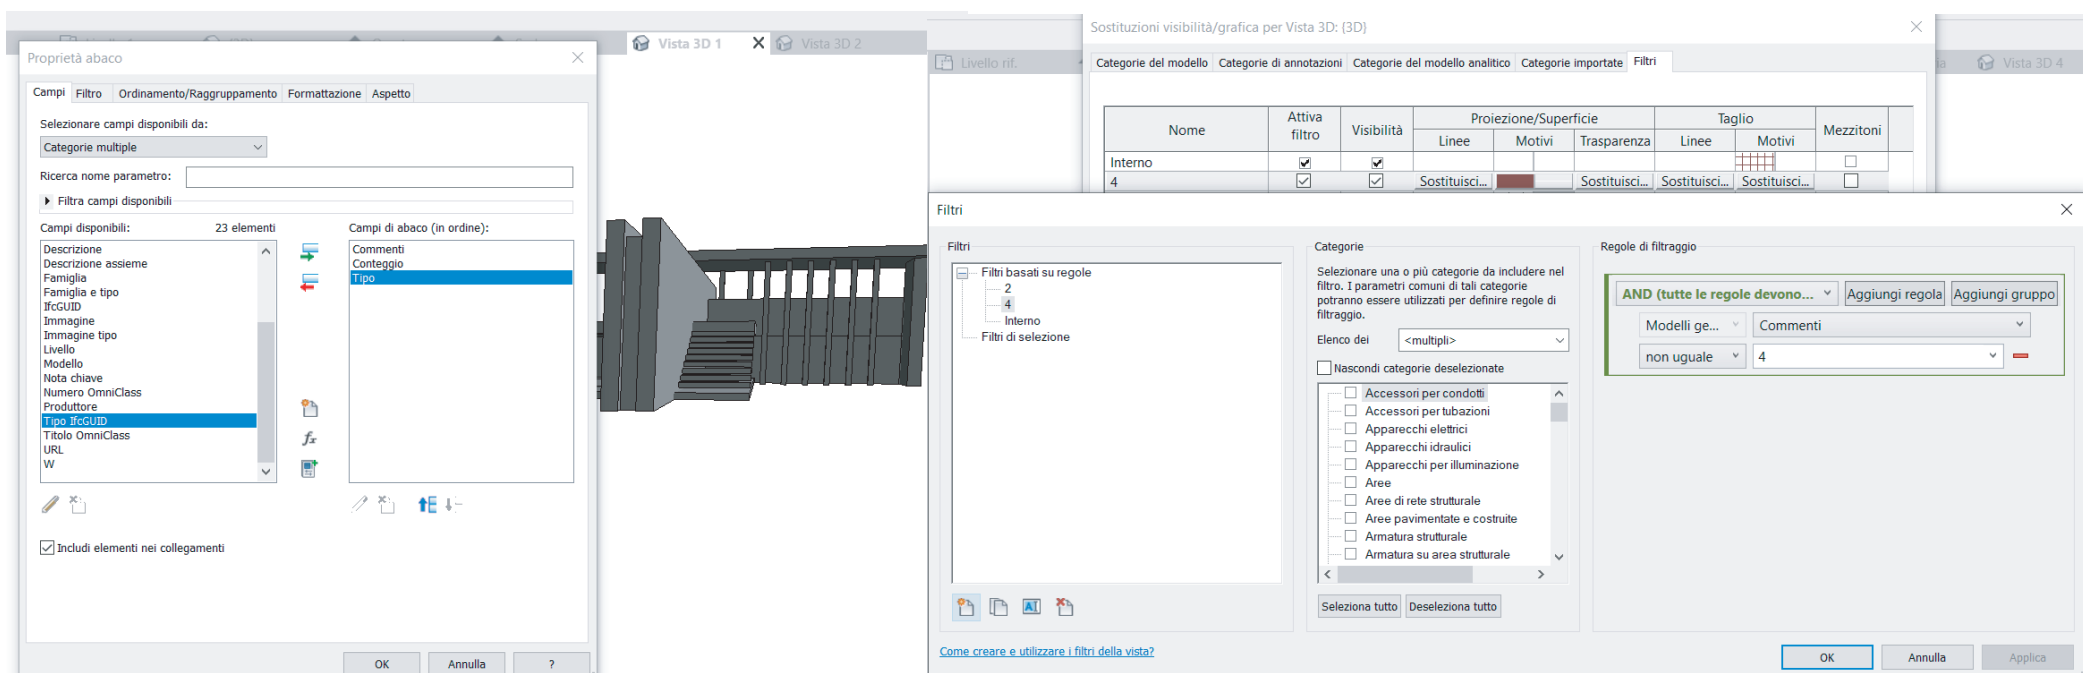 Vista 3D 1
Vista 3D 2
Proprietà abaco
Campi Filtro Ordinamento/Raggruppamento Formattazione Aspetto
Selezionare campi disponibili da:
Categorie multiple
Ricerca nome parametro:
Filtra campi disponibili
Campi disponibili: 23 elementi
Campi di abaco (in ordine):
Descrizione
Descrizione assieme
Famiglia
Famiglia e tipo
IfcGUID
Immagine
Immagine tipo
Livello
Modello
Nota chiave
Numero OmniClass
Produttore
Tipo IfcGUID
Titolo OmniClass
URL
W
Commenti
Conteggio
Tipo
fx
Includi elementi nei collegamenti
OK Annulla ?
Sostituzioni visibilità/grafica per Vista 3D: {3D}
Livello rif.
Vista 3D 4
Categorie del modello Categorie di annotazioni Categorie del modello analitico Categorie importate Filtri
Nome Attiva filtro Visibilità Proiezione/Superficie Taglio Mezzitoni
Linee Motivi Trasparenza Linee Motivi
Interno
4 Sostituisci... Sostituisci... Sostituisci... Sostituisci...
Filtri
Filtri
Filtri basati su regole
2
4
Interno
Filtri di selezione
Categorie
Selezionare una o più categorie da includere nel
filtro. I parametri comuni di tali categorie
potranno essere utilizzati per definire regole di
filtraggio.
Elenco dei <multipli>
Nascondi categorie deselezionate
Accessori per condotti
Accessori per tubazioni
Apparecchi elettrici
Apparecchi idraulici
Apparecchi per illuminazione
Aree
Aree di rete strutturale
Aree pavimentate e costruite
Armatura strutturale
Armatura su area strutturale
Seleziona tutto Deseleziona tutto
Regole di filtraggio
AND (tutte le regole devono... Aggiungi regola Aggiungi gruppo
Modelli ge... Commenti
non uguale 4
Come creare e utilizzare i filtri della vista?
OK Annulla Applica